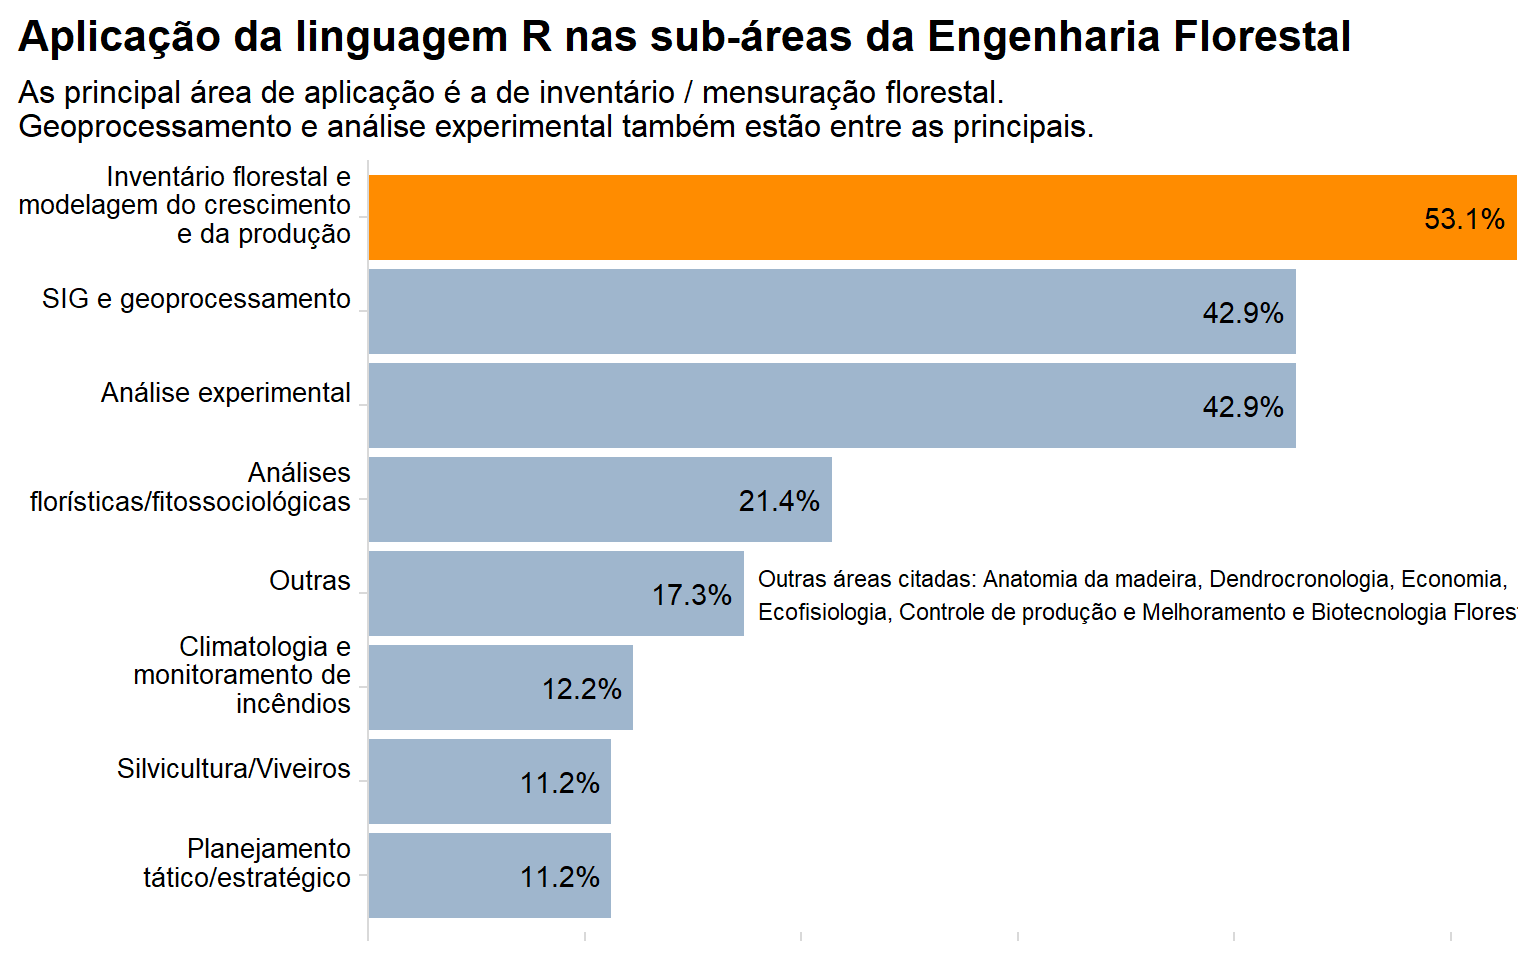 Aplicação da linguagem R nas sub-áreas da Engenharia Florestal
As principal área de aplicação é a de inventário / mensuração florestal.
Geoprocessamento e análise experimental também estão entre as principais.
Inventário florestal e
modelagem do crescimento
e da produção
53.1%
SIG e geoprocessamento
42.9%
Análise experimental
42.9%
Análises
florísticas/fitossociológicas
21.4%
Outras
17.3%
Outras áreas citadas: Anatomia da madeira, Dendrocronologia, Economia,
Ecofisiologia, Controle de produção e Melhoramento e Biotecnologia Flores
Climatologia e
monitoramento de
incêndios
12.2%
Silvicultura/Viveiros
11.2%
Planejamento
tático/estratégico
11.2%